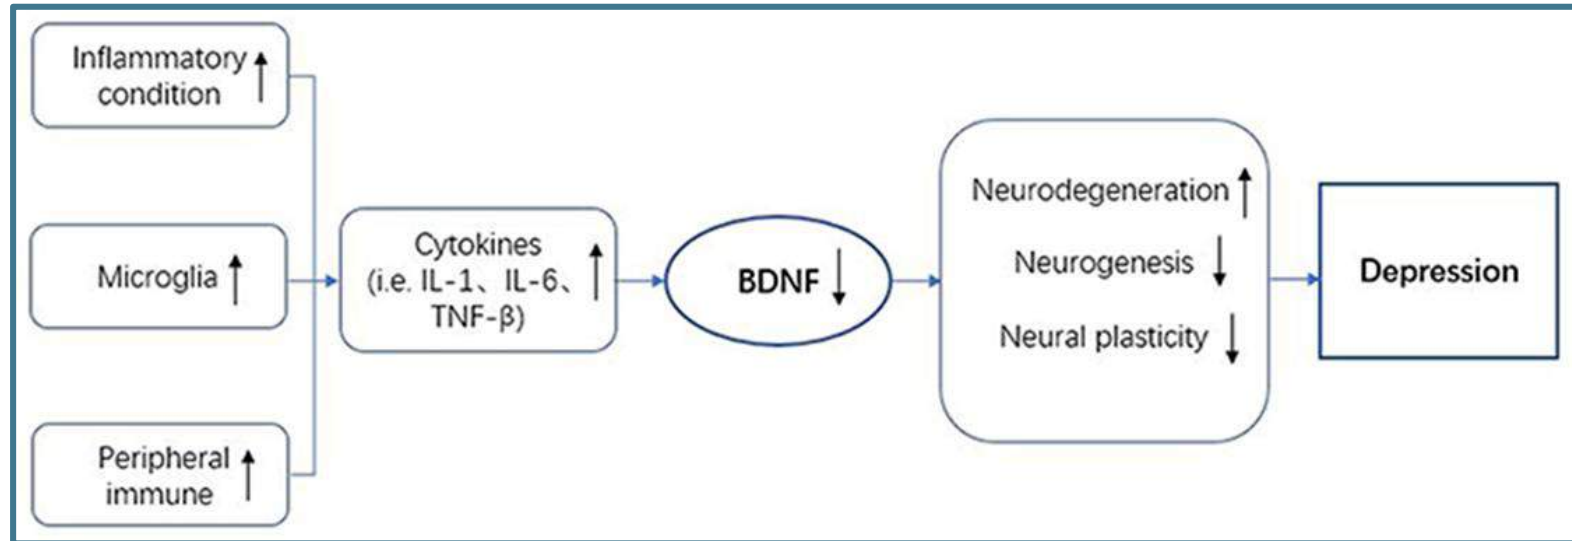 Inflammatory ↑
condition
Microglia ↑
Peripheral ↑
immune
Cytokines ↑
(i.e. IL-1、IL-6、
TNF-β)
BDNF ↓
Neurodegeneration ↑
Neurogenesis ↓
Neural plasticity ↓
Depression